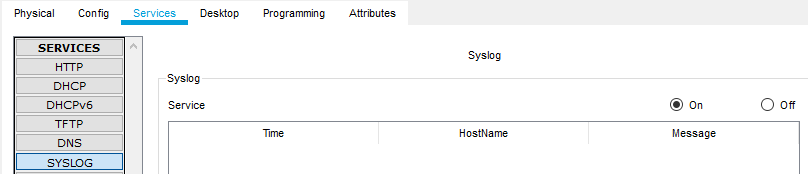 Physical Config Services Desktop Programming Attributes
SERVICES
HTTP
DHCP
DHCPv6
TFTP
DNS
SYSLOG
Syslog
Syslog
Service On Off
Time HostName Message